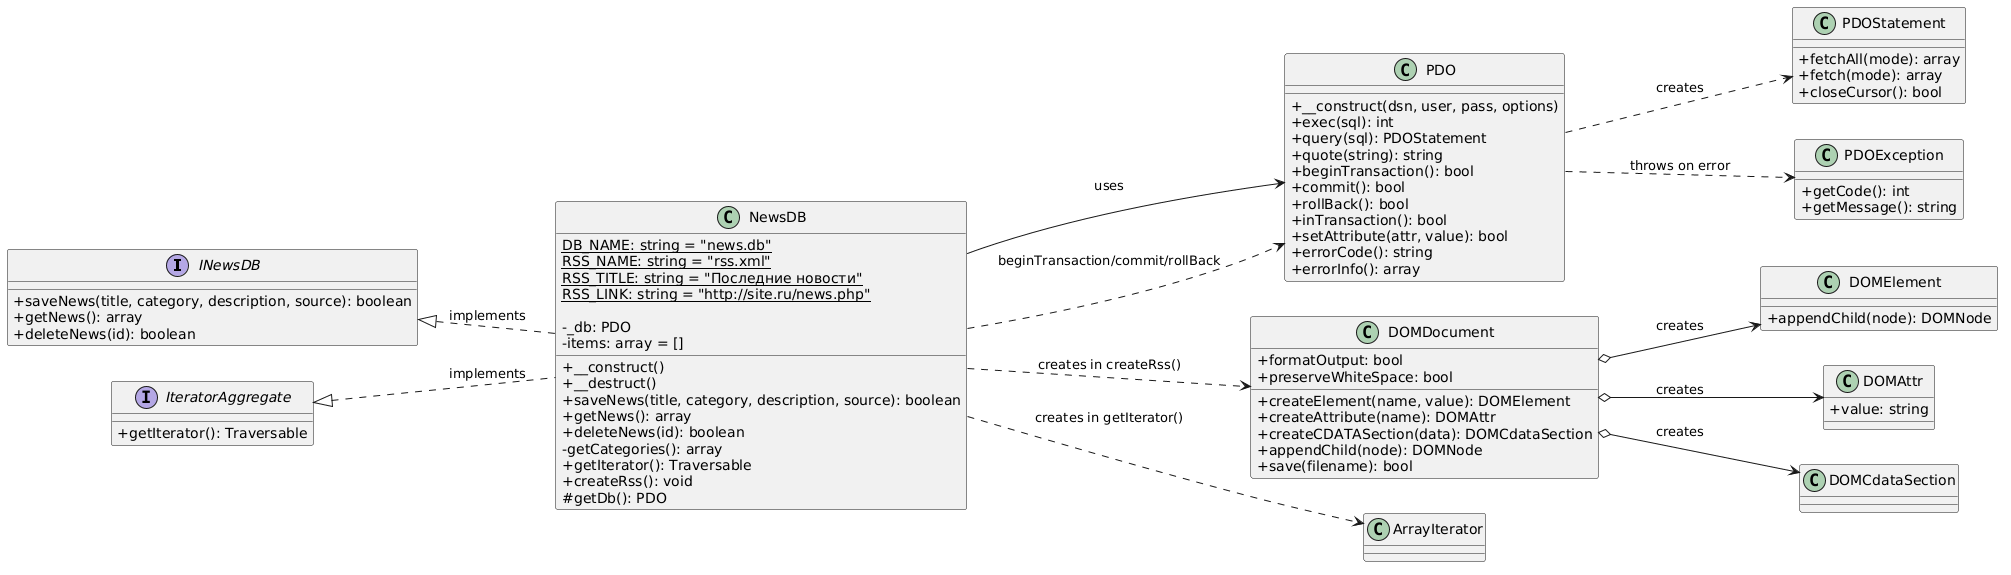 I INewsDB
+saveNews(title, category, description, source): boolean
+getNews(): array
+deleteNews(id): boolean
implements
I IteratorAggregate
+getIterator(): Traversable
implements
C NewsDB
DB_NAME: string = "news.db"
RSS_NAME: string = "rss.xml"
RSS_TITLE: string = "Последние новости"
RSS_LINK: string = "http://site.ru/news.php"
-_db: PDO
-items: array = []
+__construct()
+__destruct()
+saveNews(title, category, description, source): boolean
+getNews(): array
+deleteNews(id): boolean
-getCategories(): array
+getIterator(): Traversable
+createRss(): void
#getDb(): PDO
uses
beginTransaction/commit/rollBack
creates in createRss()
creates in getIterator()
C PDO
+__construct(dsn, user, pass, options)
+exec(sql): int
+query(sql): PDOStatement
+quote(string): string
+beginTransaction(): bool
+commit(): bool
+rollBack(): bool
+inTransaction(): bool
+setAttribute(attr, value): bool
+errorCode(): string
+errorInfo(): array
C DOMDocument
+formatOutput: bool
+preserveWhiteSpace: bool
+createElement(name, value): DOMElement
+createAttribute(name): DOMAttr
+createCDATASection(data): DOMCdataSection
+appendChild(node): DOMNode
+save(filename): bool
C ArrayIterator
creates
throws on error
creates
creates
creates
C PDOStatement
+fetchAll(mode): array
+fetch(mode): array
+closeCursor(): bool
C PDOException
+getCode(): int
+getMessage(): string
C DOMElement
+appendChild(node): DOMNode
C DOMAttr
+value: string
C DOMCdataSection